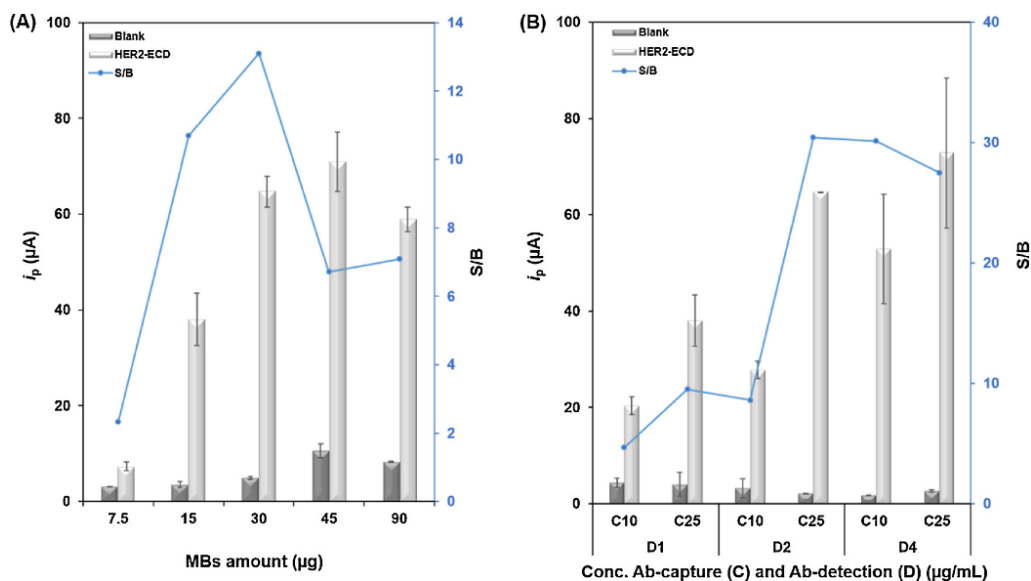 (A)
Blank
HER2-ECD
S/B
100
80
60
40
20
0
iₚ (µA)
14
12
10
8
6
4
2
0
S/B
7.5 15 30 45 90
MBs amount (µg)
(B)
Blank
HER2-ECD
S/B
100
80
60
40
20
0
iₚ (µA)
40
30
20
10
0
S/B
C10 C25 C10 C25 C10 C25
D1 D2 D4
Conc. Ab-capture (C) and Ab-detection (D) (µg/mL)